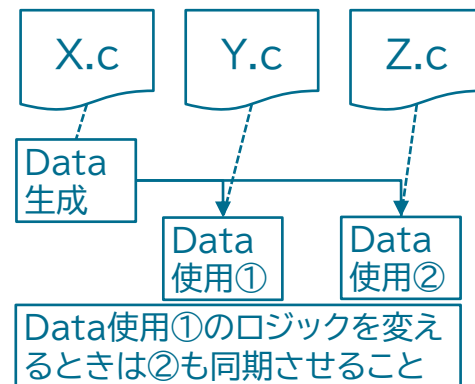 X.c
Y.c
Z.c
Data
生成
Data
使用①
Data
使用②
Data使用①のロジックを変え
るときは②も同期させること